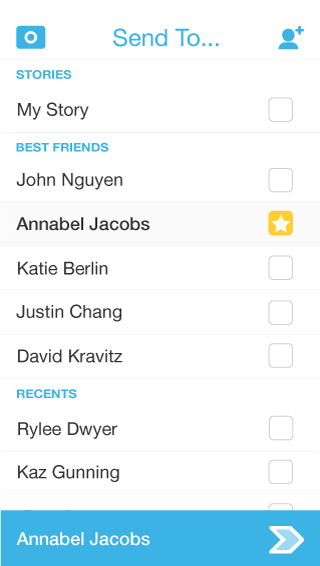 Send To...
STORIES
My Story
BEST FRIENDS
John Nguyen
Annabel Jacobs
Katie Berlin
Justin Chang
David Kravitz
RECENTS
Rylee Dwyer
Kaz Gunning
Annabel Jacobs